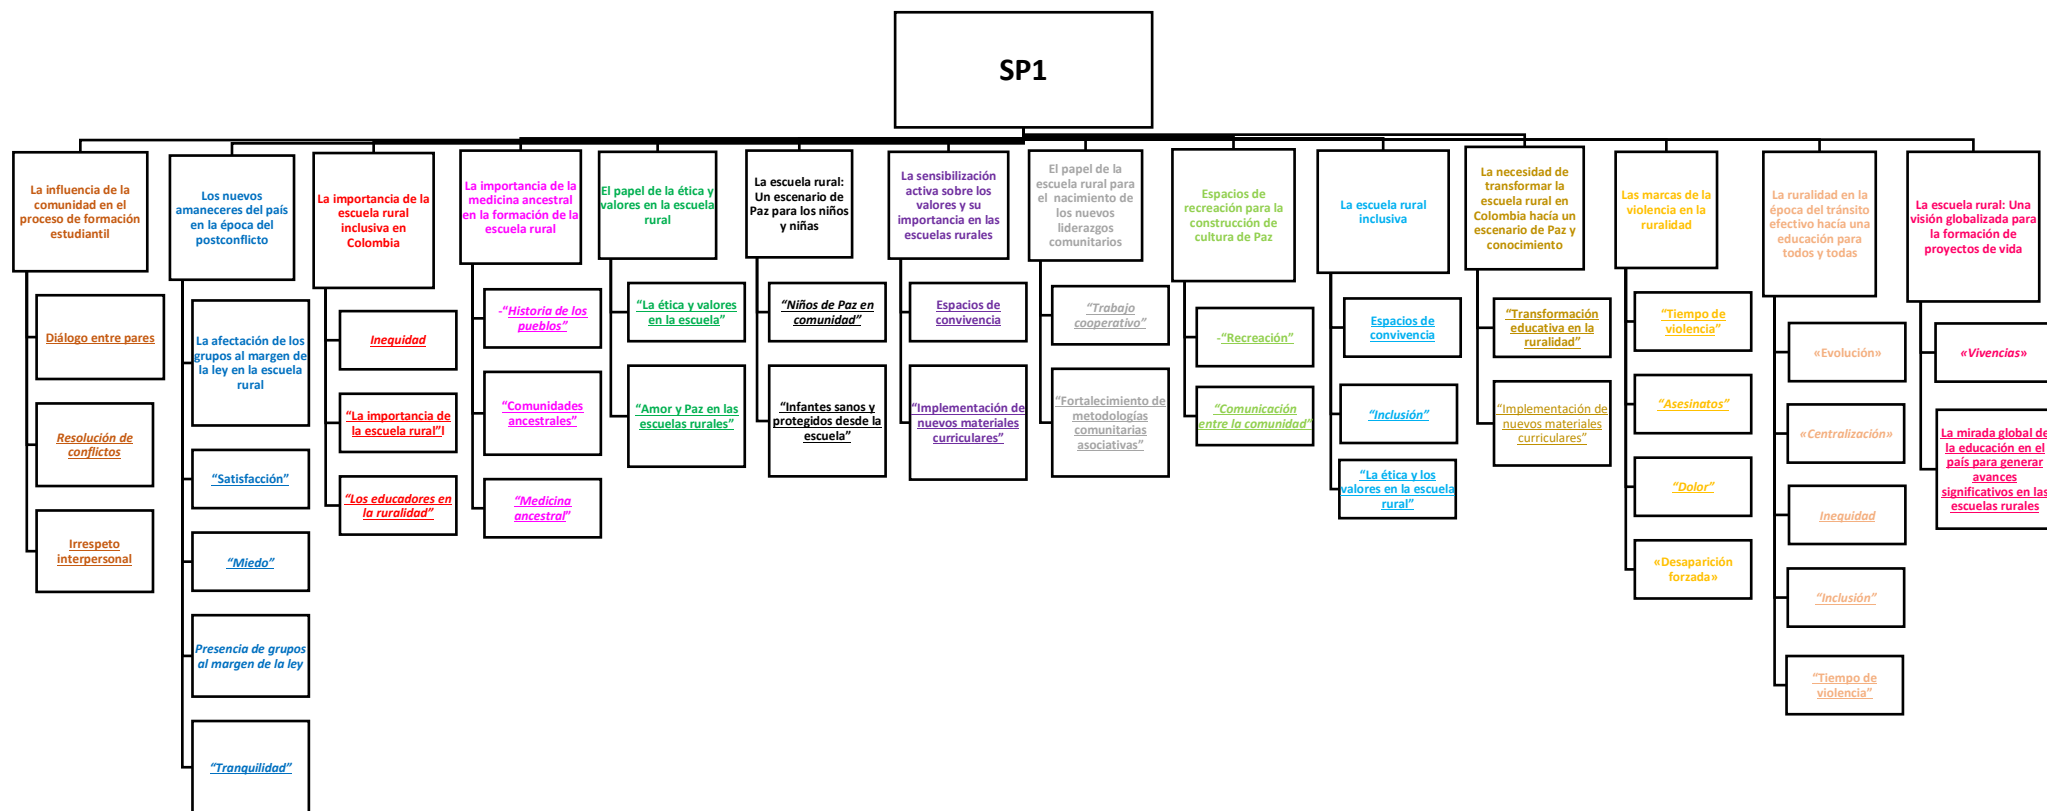 SP1
La influencia de la
comunidad en el
proceso de formación
estudiantil
Diálogo entre pares
Resolución de
conflictos
Irrespeto
interpersonal
Los nuevos
amaneceres del país
en la época del
postconflicto
La afectación de los
grupos al margen de
la ley en la escuela
rural
“Satisfacción”
“Miedo”
Presencia de grupos
al margen de la ley
“Tranquilidad”
La importancia de la
escuela rural
inclusiva en
Colombia
Inequidad
“La importancia de
la escuela rural”l
“Los educadores en
la ruralidad”
La importancia de la
medicina ancestral
en la formación de la
escuela rural
-“Historia de los
pueblos”
“Comunidades
ancestrales”
“Medicina
ancestral”
El papel de la ética y
valores en la escuela
rural
“La ética y valores
en la escuela”
“Amor y Paz en las
escuelas rurales”
La escuela rural:
Un escenario de
Paz para los niños
y niñas
“Niños de Paz en
comunidad”
“Infantes sanos y
protegidos desde la
escuela”
La sensibilización
activa sobre los
valores y su
importancia en las
escuelas rurales
Espacios de
convivencia
“Implementación de
nuevos materiales
curriculares”
El papel de la
escuela rural para
el nacimiento de
los nuevos
liderazgos
comunitarios
“Trabajo
cooperativo”
“Fortalecimiento de
metodologías
comunitarías
asociativas”
Espacios de
recreación para la
construcción de
cultura de Paz
-“Recreación”
“Comunicación
entre la comunidad”
La escuela rural
inclusiva
Espacios de
convivencia
“Inclusión”
“La ética y los
valores en la escuela
rural”
La necesidad de
transformar la
escuela rural en
Colombia hacía un
escenario de Paz y
conocimiento
“Transformación
educativa en la
ruralidad”
“Implementación de
nuevos materiales
curriculares”
Las marcas de la
violencia en la
ruralidad
“Tiempo de
violencia”
“Asesinatos”
“Dolor”
«Desaparición
forzada»
La ruralidad en la
época del tránsito
efectivo hacía una
educación para
todos y todas
«Evolución»
«Centralización»
Inequidad
“Inclusión”
“Tiempo de
violencia”
La escuela rural: Una
visión globalizada para
la formación de
proyectos de vida
«Vivencias»
La mirada global de
la educación en el
país para generar
avances
significativos en las
escuelas rurales